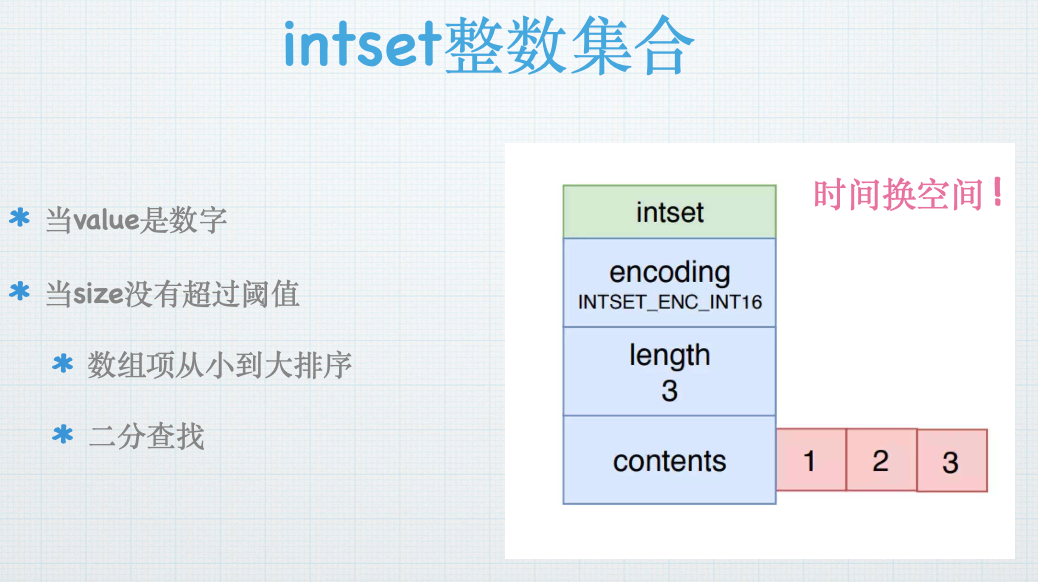 intset整数集合
当value是数字
当size没有超过阈值
数组项从小到大排序
二分查找
时间换空间！
intset
encoding
INTSET_ENC_INT16
length
3
contents
1 2 3